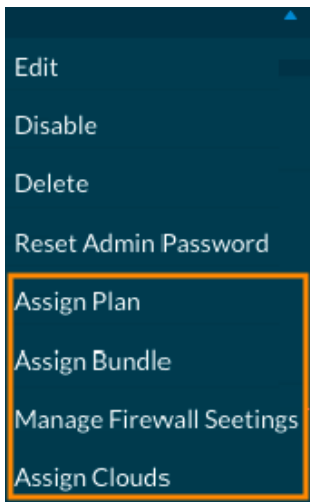 Edit
Disable
Delete
Reset Admin Password
Assign Plan
Assign Bundle
Manage Firewall Seetings
Assign Clouds